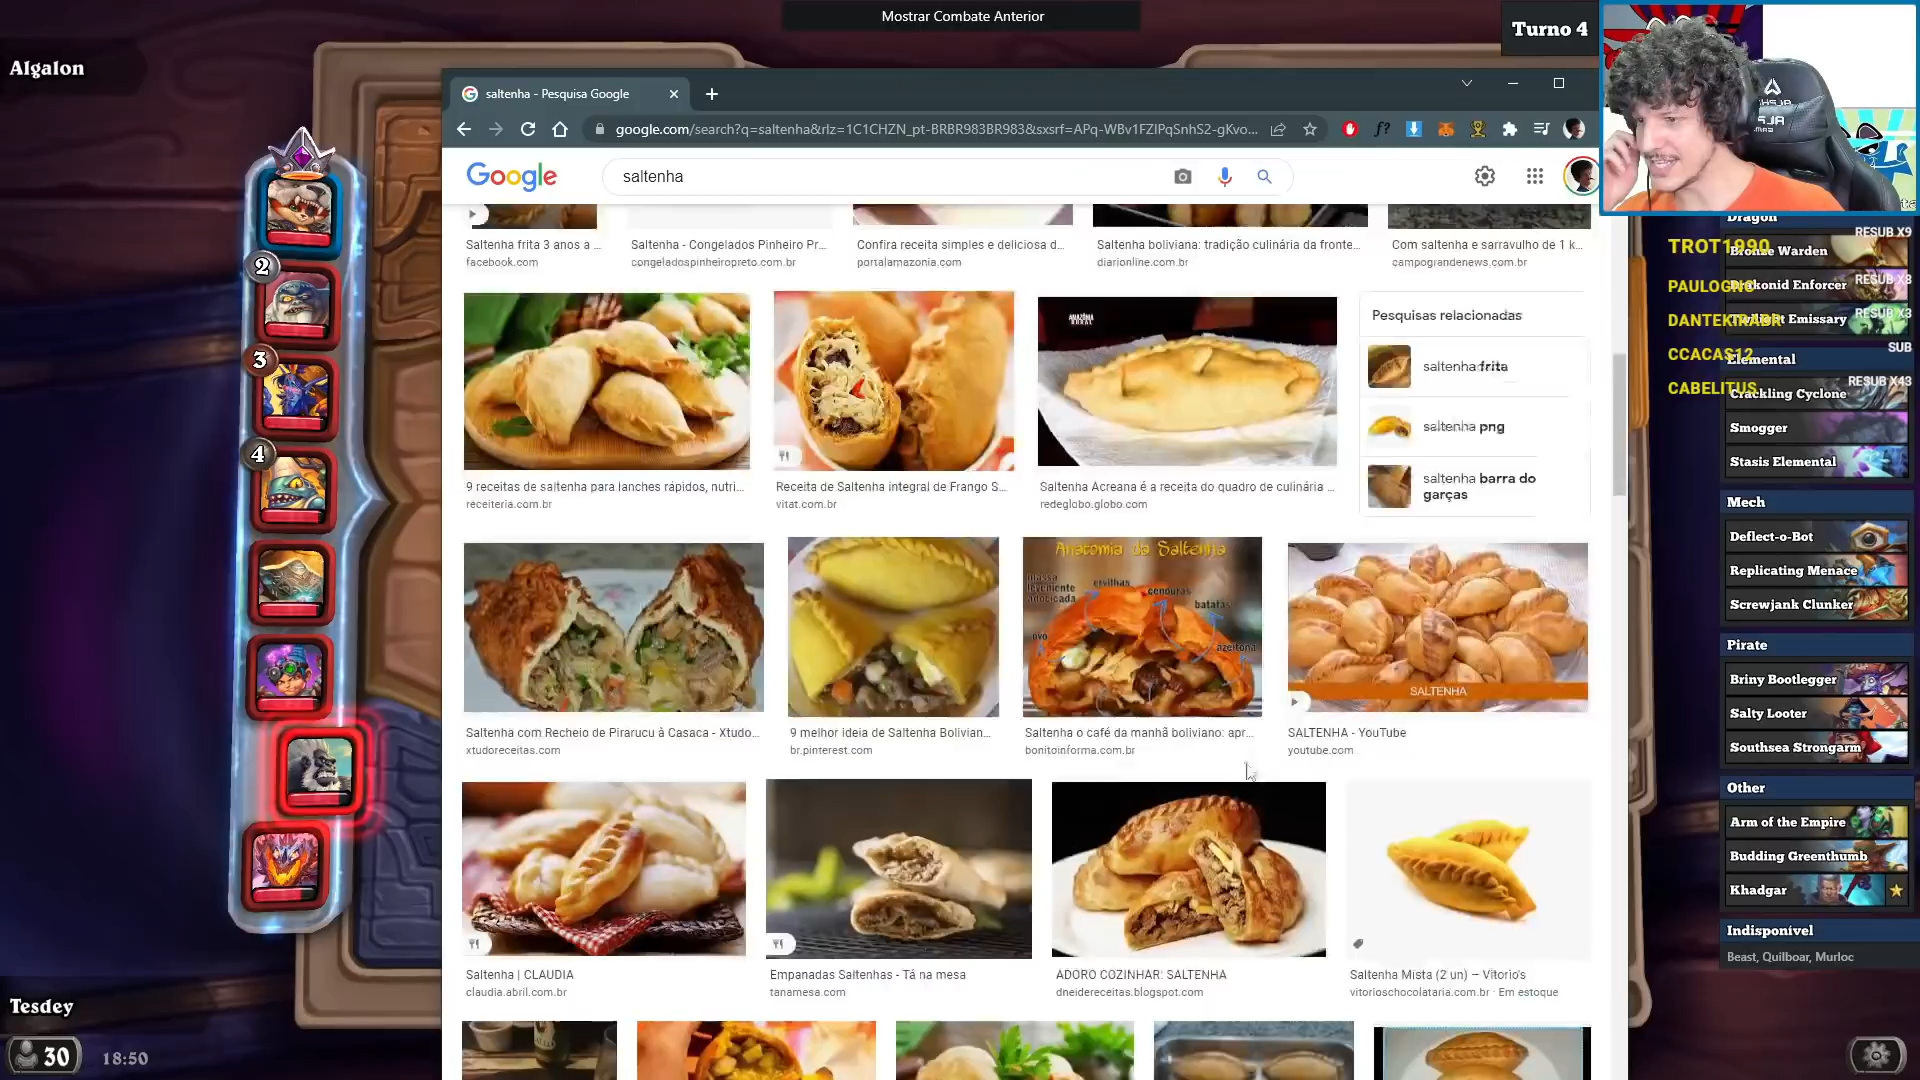 Mostrar Combate Anterior
Turno 4
Algalon
saltenha - Pesquisa Google
google.com/search?q=saltenha&rlz=1C1CHZN_pt-BRBR983BR983&sxsrf=APq-WBv1FZIPqSnhS2-gKvo...
Google
saltenha
Saltenha frita 3 anos a ...
facebook.com
Saltenha - Congelados Pinheiro Pr...
congeladospinheiropreto.com.br
Confira receita simples e deliciosa d...
portalamazonia.com
Saltenha boliviana: tradição culinária da fronte...
diarionline.com.br
Com saltenha e sarravulho de 1 k...
campograndenews.com.br
AMAZÔNIA RURAL
9 receitas de saltenha para lanches rápidos, nutri...
receiteria.com.br
Receita de Saltenha integral de Frango S...
vitat.com.br
Saltenha Acreana é a receita do quadro de culinária ...
redeglobo.globo.com
Pesquisas relacionadas
saltenha frita
saltenha png
saltenha barra do
garças
Anatomia da Saltenha
massa
levemente
adocicada
ervilhas
cenouras
batatas
ovo
azeitona
SALTENHA
Saltenha com Recheio de Pirarucu à Casaca - Xtudo...
xtudoreceitas.com
9 melhor ideia de Saltenha Bolivian...
br.pinterest.com
Saltenha o café da manhã boliviano: apr...
bonitoinforma.com.br
SALTENHA - YouTube
youtube.com
Saltenha | CLAUDIA
claudia.abril.com.br
Empanadas Saltenhas - Tá na mesa
tanamesa.com
ADORO COZINHAR: SALTENHA
dneidereceitas.blogspot.com
Saltenha Mista (2 un) – Vitorio's
vitorioschocolataria.com.br · Em estoque
2
3
4
Tesdey
30
18:50
Dragon
TROT1990
RESUB X9
Bronze Warden
PAULOGNC
RESUB X3
Drakonid Enforcer
DANTEKIRABR
RESUB X3
Twilight Emissary
CCACAS12
SUB
Elemental
CABELITUS
RESUB X43
Crackling Cyclone
Smogger
Stasis Elemental
Mech
Deflect-o-Bot
Replicating Menace
Screwjank Clunker
Pirate
Briny Bootlegger
Salty Looter
Southsea Strongarm
Other
Arm of the Empire
Budding Greenthumb
Khadgar
Indisponível
Beast, Quilboar, Murloc